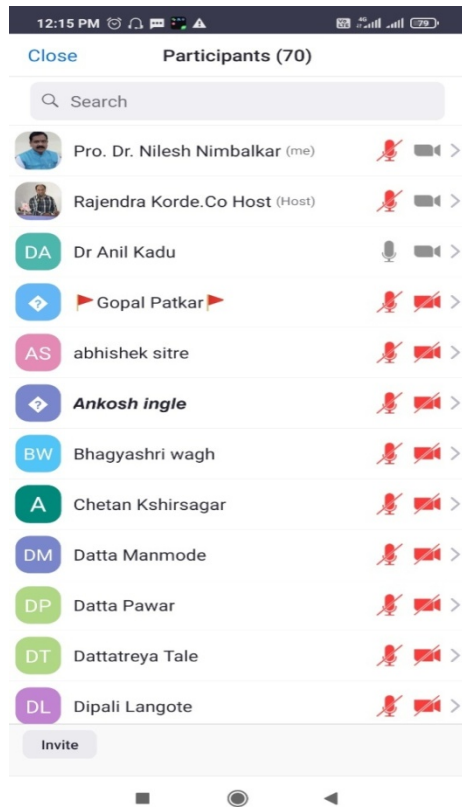 12:15 PM 4G 79
Close Participants (70)
Search
Pro. Dr. Nilesh Nimbalkar (me)
Rajendra Korde.Co Host (Host)
DA Dr Anil Kadu
? 🚩Gopal Patkar🚩
AS abhishek sitre
? Ankosh ingle
BW Bhagyashri wagh
A Chetan Kshirsagar
DM Datta Manmode
DP Datta Pawar
DT Dattatreya Tale
DL Dipali Langote
Invite